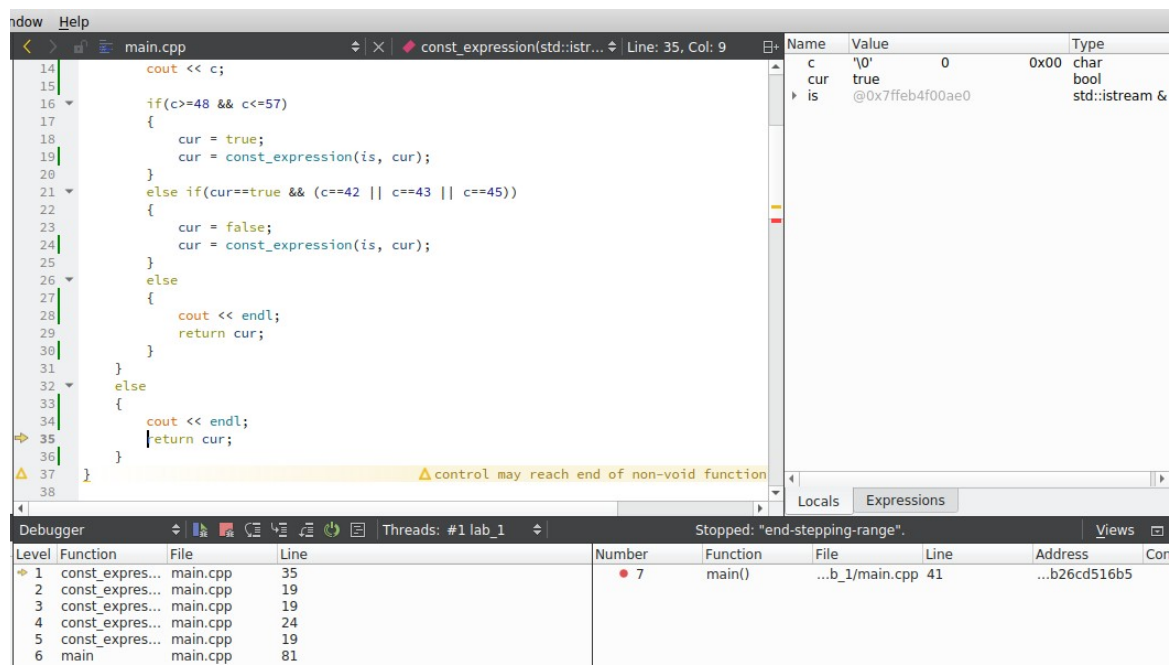 ndow Help
main.cpp const_expression(std::istr... Line: 35, Col: 9
Name Value Type
c '\0' 0 0x00 char
cur true bool
is @0x7ffeb4f00ae0 std::istream &
14 cout << c;
15
16 if(c>=48 && c<=57)
17 {
18 cur = true;
19 cur = const_expression(is, cur);
20 }
21 else if(cur==true && (c==42 || c==43 || c==45))
22 {
23 cur = false;
24 cur = const_expression(is, cur);
25 }
26 else
27 {
28 cout << endl;
29 return cur;
30 }
31 }
32 else
33 {
34 cout << endl;
35 return cur;
36 }
37 } control may reach end of non-void function
38
Locals Expressions
Debugger Threads: #1 lab_1 Stopped: "end-stepping-range". Views
Level Function File Line Number Function File Line Address Con
1 const_expres... main.cpp 35 7 main() ...b_1/main.cpp 41 ...b26cd516b5
2 const_expres... main.cpp 19
3 const_expres... main.cpp 19
4 const_expres... main.cpp 24
5 const_expres... main.cpp 19
6 main main.cpp 81